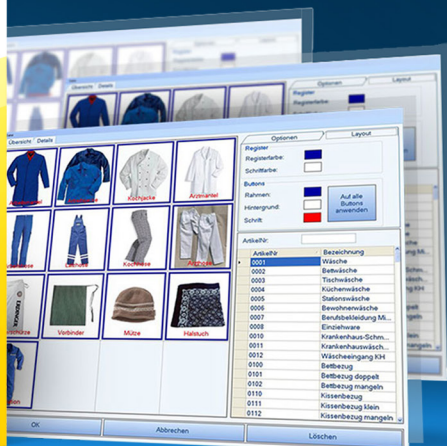 Übersicht Details
Optionen
Layout
Register
Registerfarbe:
Optionen
Layout
Register
Registerfarbe:
Schriftfarbe:
Buttons
Rahmen:
Hintergrund:
Schrift:
Auf alle
Buttons
anwenden
Übersicht Details
Kochjacke
Arztmantel
Latzhose
Kochhose
Arzthose
Vorbinder
Mütze
Halstuch
ArtikelNr:
ArtikelNr
Bezeichnung
0001 Wäsche
0002 Bettwäsche
0003 Tischwäsche
0004 Küchenwäsche
0005 Stationswäsche
0006 Bewohnerwäsche
0007 Berufsbekleidung Mi...
0008 Einziehware
0010 Krankenhaus-Schm...
0011 Krankenhauswäsch...
0012 Wäscheeingang KH
0100 Bettbezug
0101 Bettbezug doppelt
0102 Bettbezug mangeln
0110 Kissenbezug
0111 Kissenbezug klein
0112 Kissenbezug mangeln
OK
Abbrechen
Löschen